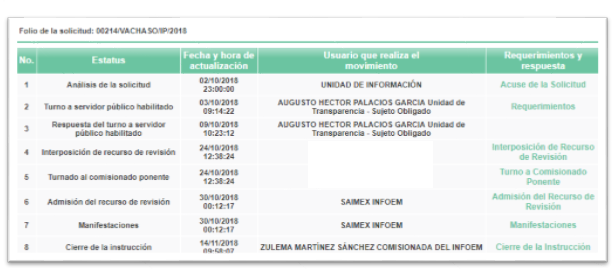 Folio de la solicitud: 00214/VACHASO/IP/2018
No. Estatus Fecha y hora de actualización Usuario que realiza el movimiento Requerimientos y respuesta
1 Análisis de la solicitud 02/10/2018 23:00:00 UNIDAD DE INFORMACIÓN Acuse de la Solicitud
2 Turno a servidor público habilitado 03/10/2018 09:14:22 AUGUSTO HECTOR PALACIOS GARCIA Unidad de Transparencia - Sujeto Obligado Requerimientos
3 Respuesta del turno a servidor público habilitado 09/10/2018 10:23:12 AUGUSTO HECTOR PALACIOS GARCIA Unidad de Transparencia - Sujeto Obligado
4 Interposición de recurso de revisión 24/10/2018 12:38:24 Interposición de Recurso de Revisión
5 Turnado al comisionado ponente 24/10/2018 12:38:24 Turno a Comisionado Ponente
6 Admisión del recurso de revisión 30/10/2018 00:12:17 SAIMEX INFOEM Admisión del Recurso de Revisión
7 Manifestaciones 30/10/2018 00:12:17 SAIMEX INFOEM Manifestaciones
8 Cierre de la instrucción 14/11/2018 09:58:07 ZULEMA MARTÍNEZ SÁNCHEZ COMISIONADA DEL INFOEM Cierre de la Instrucción